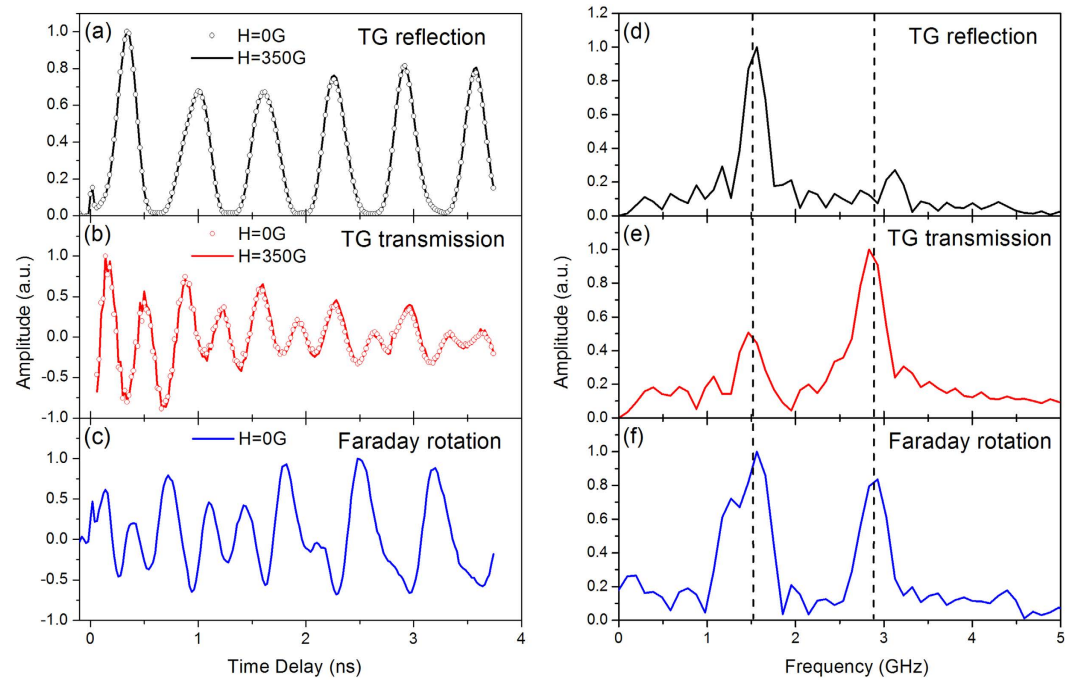 (a)
TG reflection
H=0G
H=350G
1.0
0.8
0.6
0.4
0.2
0.0
(b)
TG transmission
H=0G
H=350G
1.0
0.5
0.0
-0.5
-1.0
(c)
Faraday rotation
H=0G
1.0
0.5
0.0
-0.5
-1.0
0 1 2 3 4
Time Delay (ns)
Amplitude (a.u.)
(d)
TG reflection
1.2
1.0
0.8
0.6
0.4
0.2
0.0
(e)
TG transmission
1.0
0.8
0.6
0.4
0.2
0.0
(f)
Faraday rotation
1.0
0.8
0.6
0.4
0.2
0.0
0 1 2 3 4 5
Frequency (GHz)
Amplitude (a.u.)